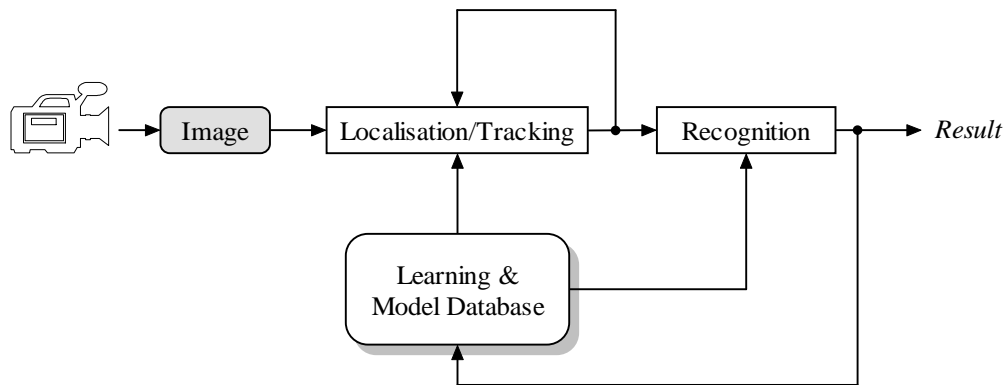 Image
Localisation/Tracking
Recognition
Result
Learning &
Model Database